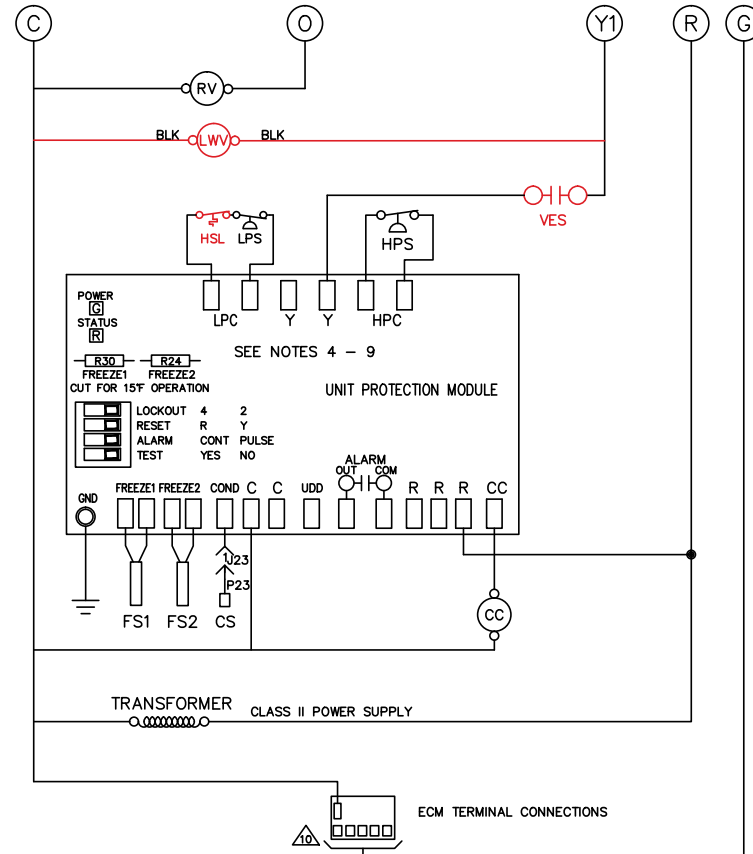 C O Y1 R G
RV
BLK LWV BLK
VES
HSL LPS HPS
POWER
G
STATUS
R
LPC Y Y HPC
SEE NOTES 4 - 9
R30 R24
FREEZE1 FREEZE2
CUT FOR 15°F OPERATION
UNIT PROTECTION MODULE
LOCKOUT 4 2
RESET R Y
ALARM CONT PULSE
TEST YES NO
ALARM
OUT COM
GND FREEZE1 FREEZE2 COND C C UDD R R R CC
1 J23
P23
FS1 FS2 CS
CC
TRANSFORMER
CLASS II POWER SUPPLY
ECM TERMINAL CONNECTIONS
10